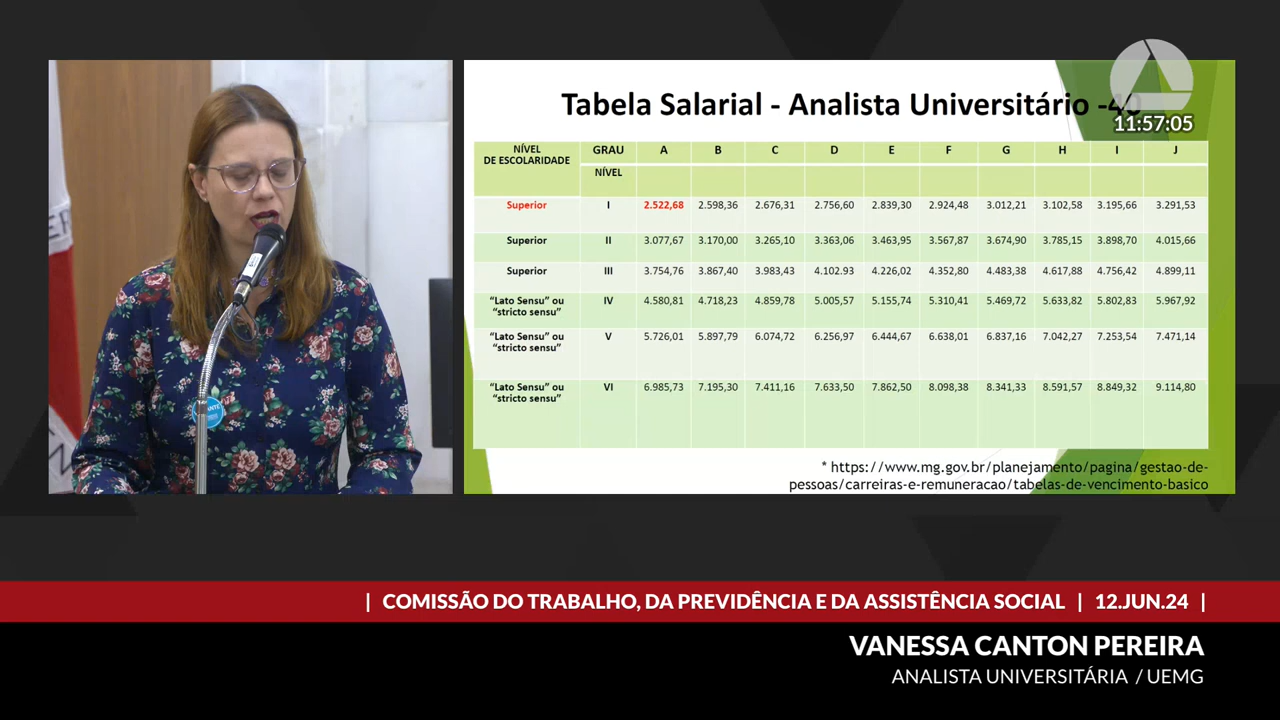 Tabela Salarial - Analista Universitário -40
11:57:05
NÍVEL
DE ESCOLARIDADE
GRAU A B C D E F G H I J
NÍVEL
Superior I 2.522,68 2.598,36 2.676,31 2.756,60 2.839,30 2.924,48 3.012,21 3.102,58 3.195,66 3.291,53
Superior II 3.077,67 3.170,00 3.265,10 3.363,06 3.463,95 3.567,87 3.674,90 3.785,15 3.898,70 4.015,66
Superior III 3.754,76 3.867,40 3.983,43 4.102.93 4.226,02 4.352,80 4.483,38 4.617,88 4.756,42 4.899,11
“Lato Sensu” ou
“stricto sensu”
IV 4.580,81 4.718,23 4.859,78 5.005,57 5.155,74 5.310,41 5.469,72 5.633,82 5.802,83 5.967,92
“Lato Sensu” ou
“stricto sensu”
V 5.726,01 5.897,79 6.074,72 6.256,97 6.444,67 6.638,01 6.837,16 7.042,27 7.253,54 7.471,14
“Lato Sensu” ou
“stricto sensu”
VI 6.985,73 7.195,30 7.411,16 7.633,50 7.862,50 8.098,38 8.341,33 8.591,57 8.849,32 9.114,80
* https://www.mg.gov.br/planejamento/pagina/gestao-de-
pessoas/carreiras-e-remuneracao/tabelas-de-vencimento-basico
| COMISSÃO DO TRABALHO, DA PREVIDÊNCIA E DA ASSISTÊNCIA SOCIAL | 12.JUN.24 |
VANESSA CANTON PEREIRA
ANALISTA UNIVERSITÁRIA / UEMG